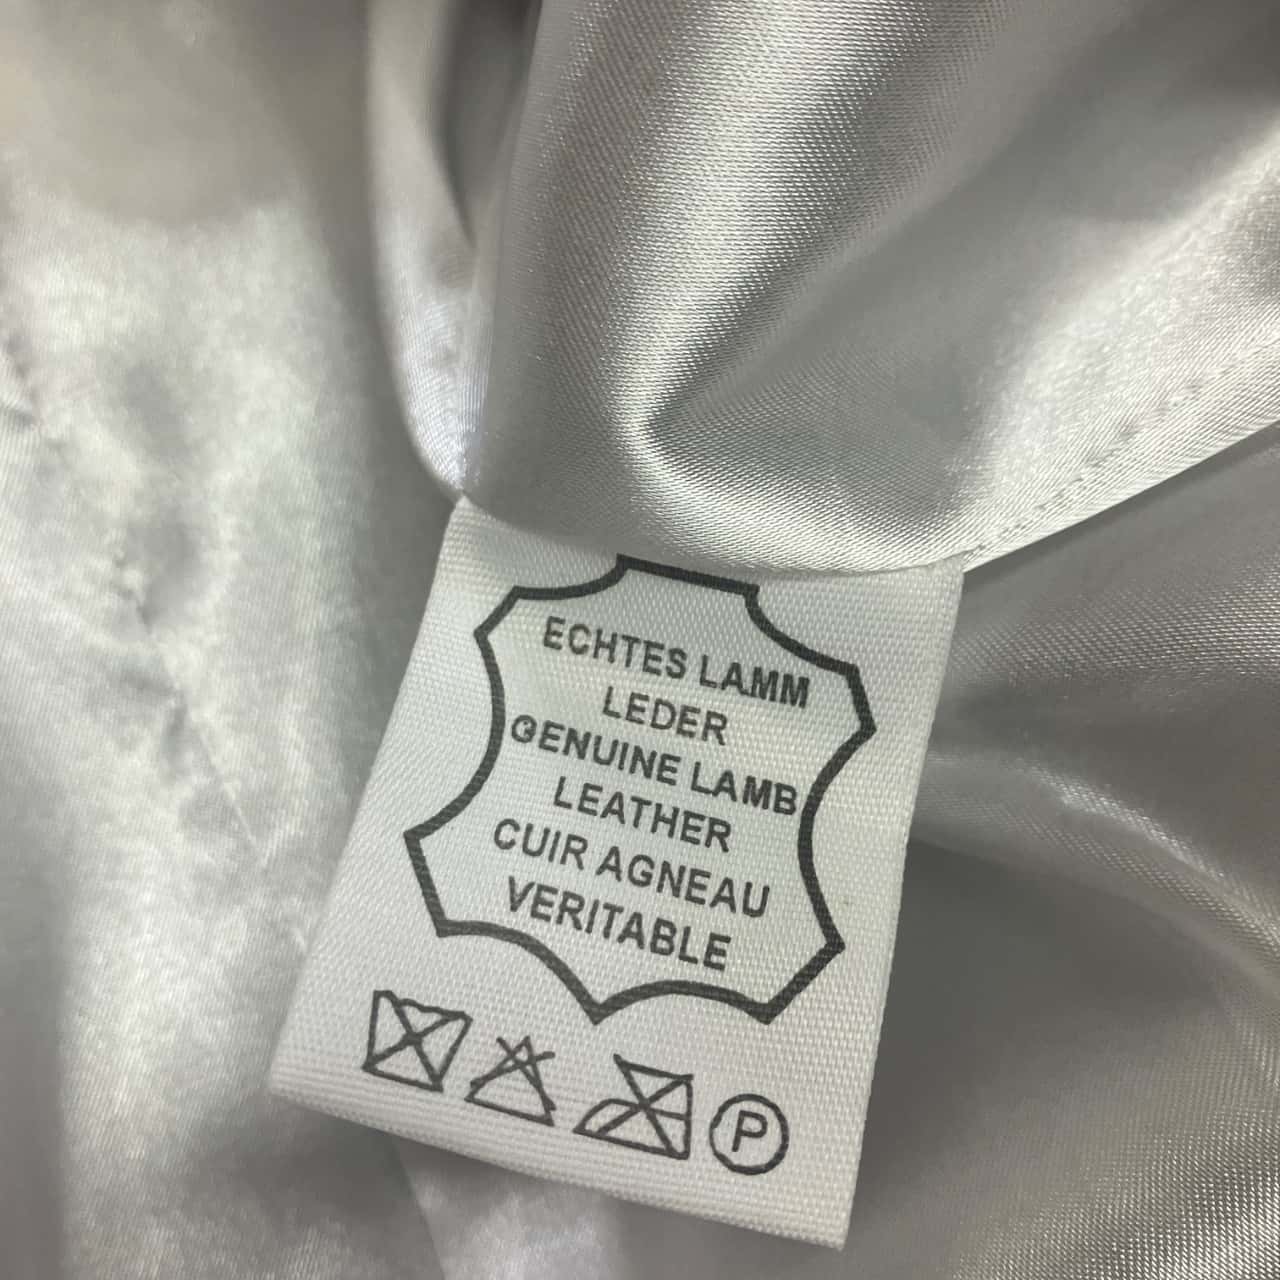 ECHTES LAMM
LEDER
GENUINE LAMB
LEATHER
CUIR AGNEAU
VERITABLE
P